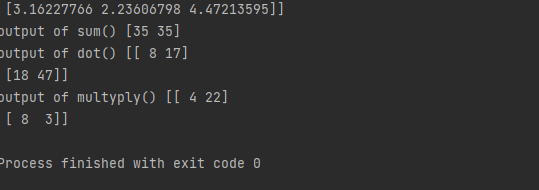 [3.16227766 2.23606798 4.47213595]]
output of sum() [35 35]
output of dot() [[ 8 17]
[18 47]]
output of multyply() [[ 4 22]
[ 8  3]]
Process finished with exit code 0